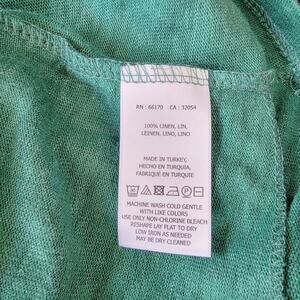 RN : 66170 CA : 32054
100% LINEN, LIN,
LEINEN, LINO, LINO
MADE IN TURKEY,
HECHO EN TURQUIA,
FABRIQUE EN TURQUIE
MACHINE WASH COLD GENTLE
WITH LIKE COLORS
USE ONLY NON-CHLORINE BLEACH
RESHAPE LAY FLAT TO DRY
LOW IRON AS NEEDED
MAY BE DRY CLEANED